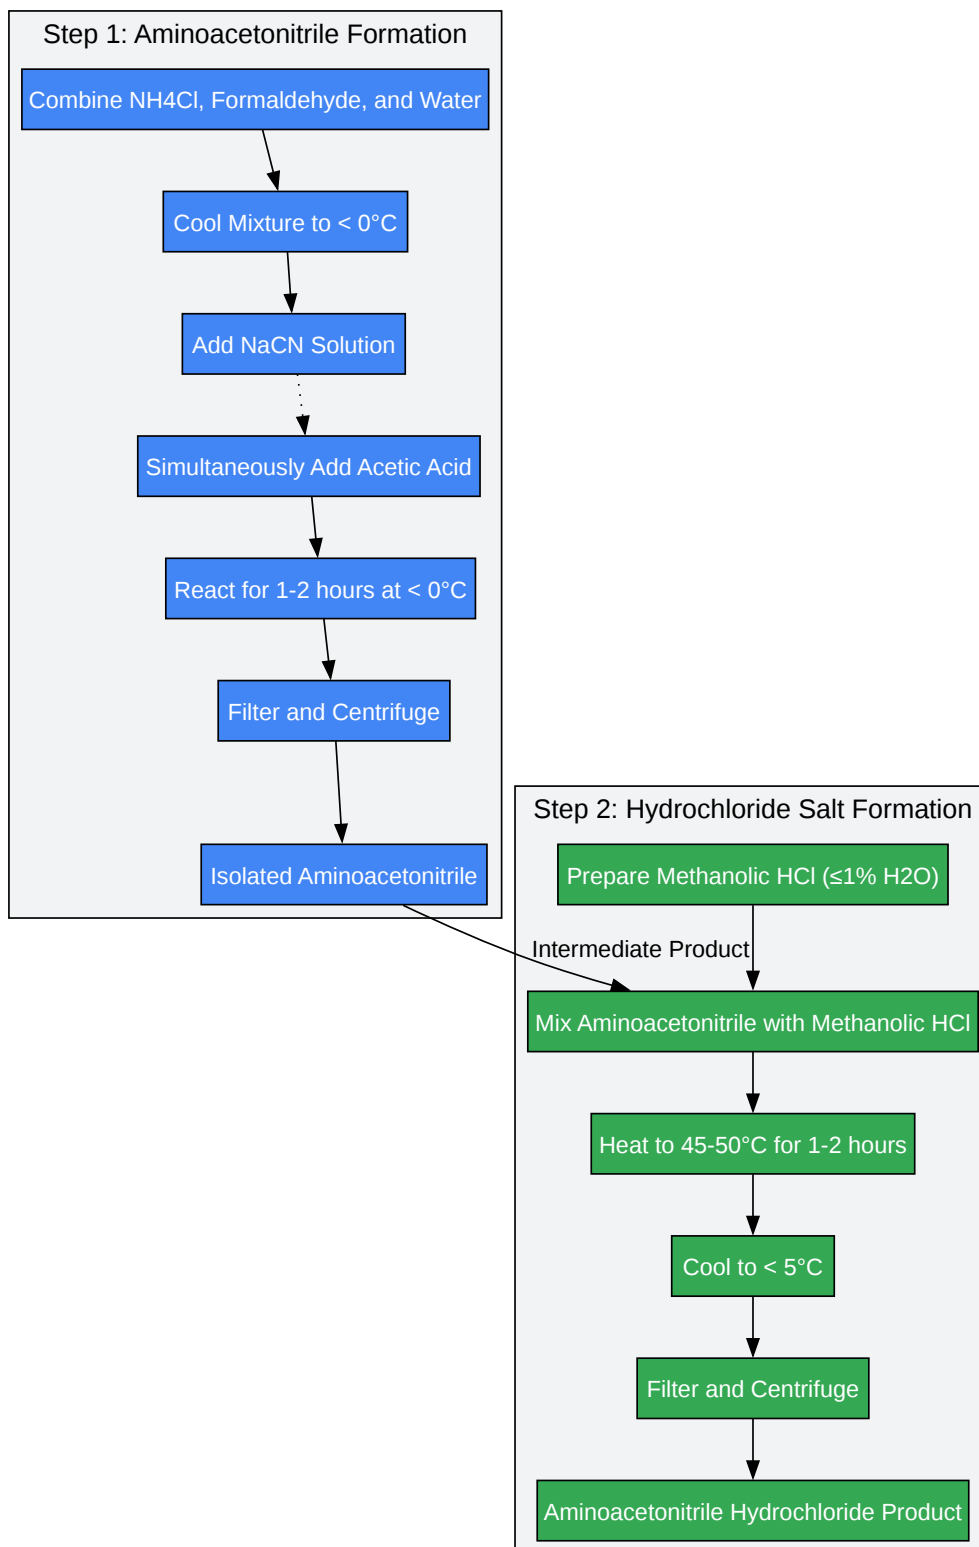 Step 1: Aminoacetonitrile Formation
Combine NH4Cl, Formaldehyde, and Water
Cool Mixture to < 0°C
Add NaCN Solution
Simultaneously Add Acetic Acid
React for 1-2 hours at < 0°C
Filter and Centrifuge
Isolated Aminoacetonitrile
Step 2: Hydrochloride Salt Formation
Prepare Methanolic HCl (≤1% H2O)
Intermediate Product
Mix Aminoacetonitrile with Methanolic HCl
Heat to 45-50°C for 1-2 hours
Cool to < 5°C
Filter and Centrifuge
Aminoacetonitrile Hydrochloride Product